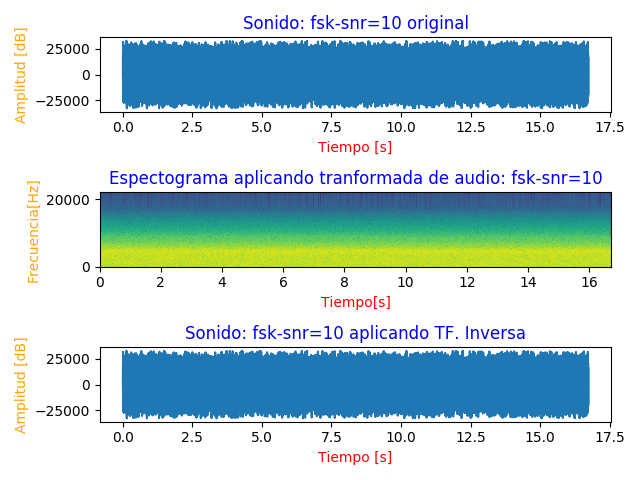 Sonido: fsk-snr=10 original
Amplitud [dB]
25000
0
−25000
0.0 2.5 5.0 7.5 10.0 12.5 15.0 17.5
Tiempo [s]
Espectograma aplicando tranformada de audio: fsk-snr=10
Frecuencia[Hz]
20000
0
0 2 4 6 8 10 12 14 16
Tiempo[s]
Sonido: fsk-snr=10 aplicando TF. Inversa
Amplitud [dB]
25000
0
−25000
0.0 2.5 5.0 7.5 10.0 12.5 15.0 17.5
Tiempo [s]